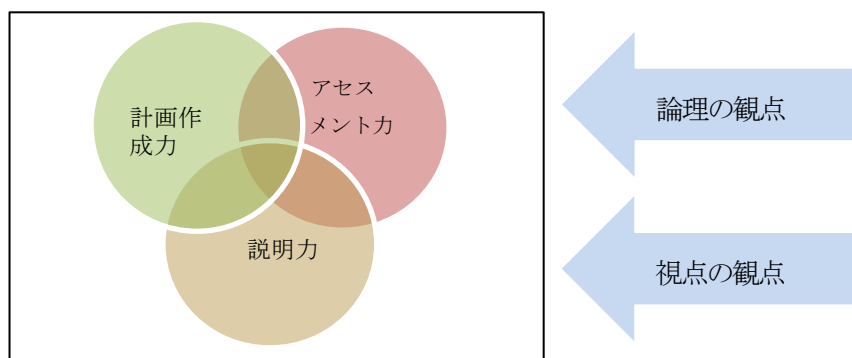 計画作
成力
アセス
メント力
説明力
論理の観点
視点の観点